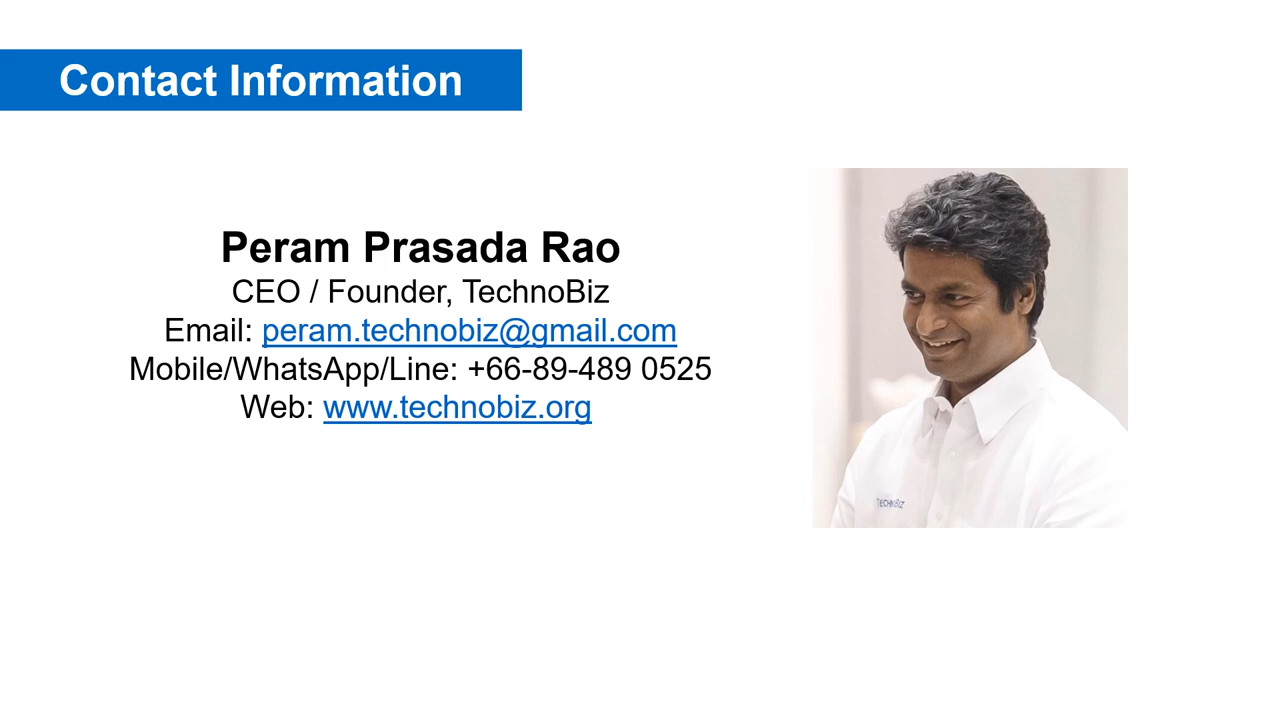 Contact Information
Peram Prasada Rao
CEO / Founder, TechnoBiz
Email: peram.technobiz@gmail.com
Mobile/WhatsApp/Line: +66-89-489 0525
Web: www.technobiz.org
TECHNOBIZ